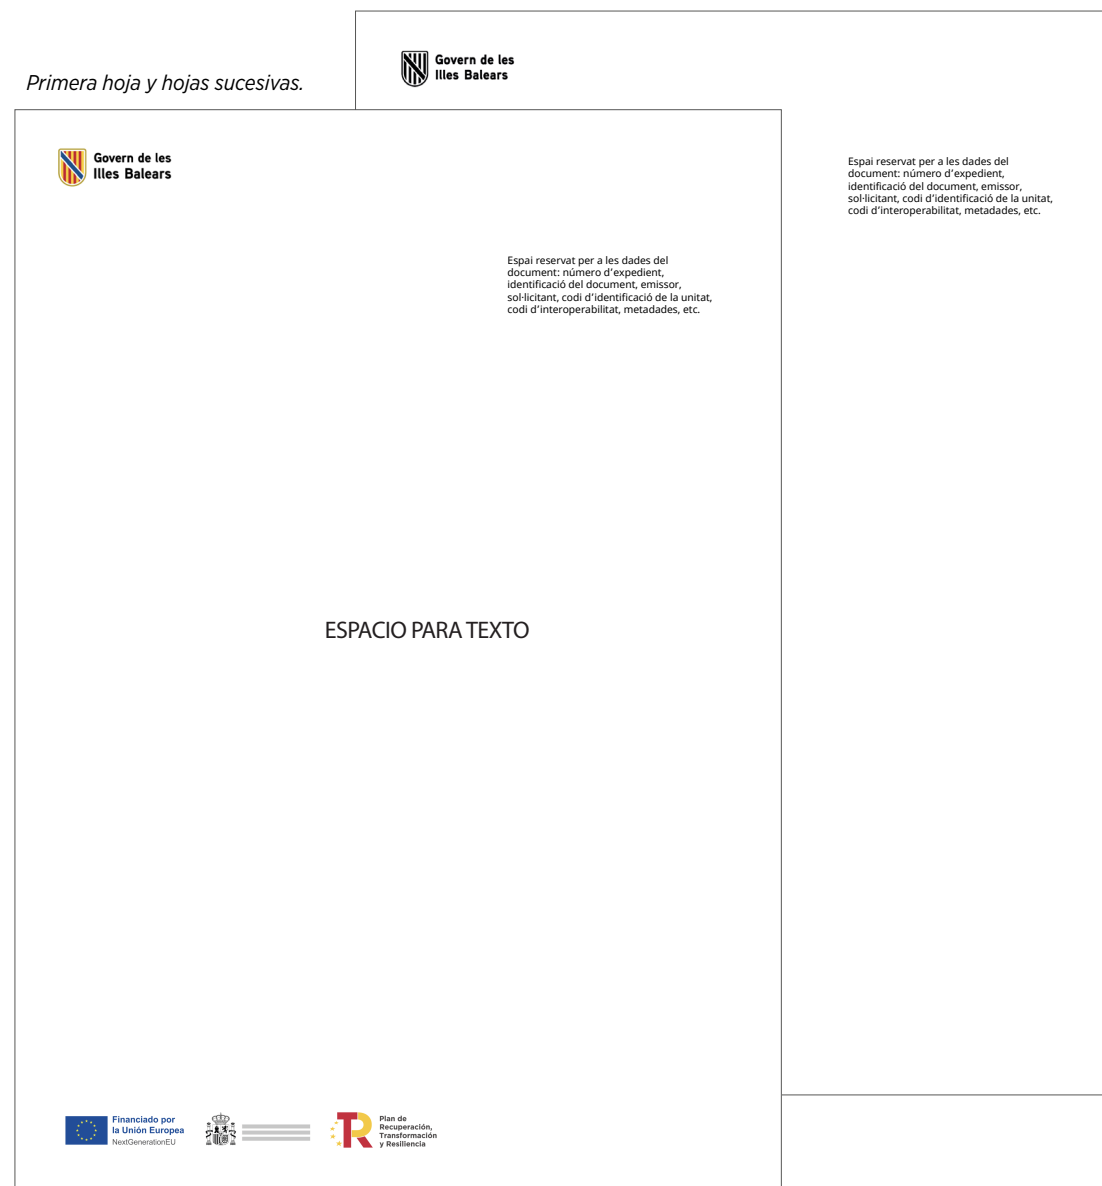 Primera hoja y hojas sucesivas.
Govern de les
Illes Balears
Espai reservat per a les dades del
document: número d’expedient,
identificació del document, emissor,
sol·licitant, codi d’identificació de la unitat,
codi d’interoperabilitat, metadades, etc.
Govern de les
Illes Balears
Espai reservat per a les dades del
document: número d’expedient,
identificació del document, emissor,
sol·licitant, codi d’identificació de la unitat,
codi d’interoperabilitat, metadades, etc.
ESPACIO PARA TEXTO
Financiado por
la Unión Europea
NextGenerationEU
Plan de
Recuperación,
Transformación
y Resiliencia